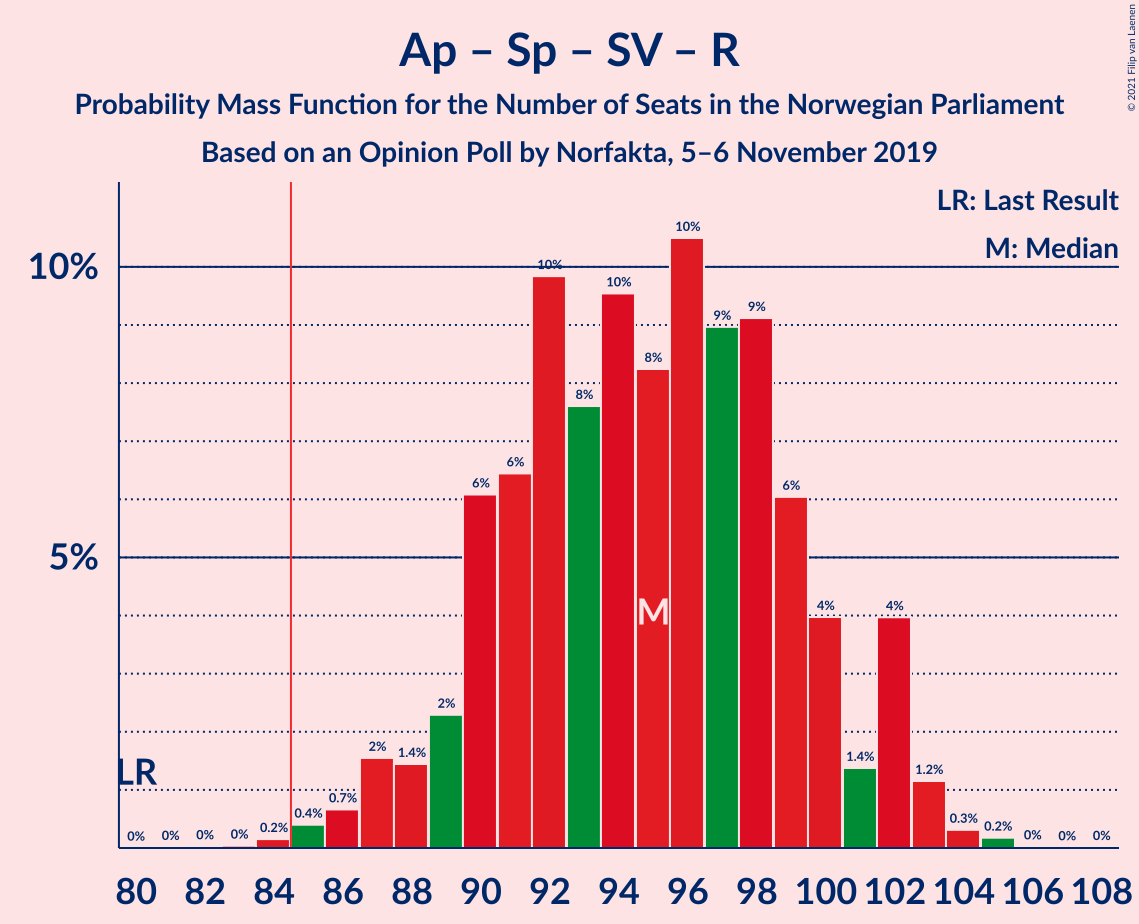 Ap – Sp – SV – R
Probability Mass Function for the Number of Seats in the Norwegian Parliament
Based on an Opinion Poll by Norfakta, 5–6 November 2019
© 2021 Filip van Laenen
LR: Last Result
M: Median
10%
5%
LR
M
0% 0% 0% 0% 0.2% 0.4% 0.7% 2% 1.4% 2% 6% 6% 10% 8% 10% 8% 10% 9% 9% 6% 4% 1.4% 4% 1.2% 0.3% 0.2% 0% 0% 0%
80 82 84 86 88 90 92 94 96 98 100 102 104 106 108